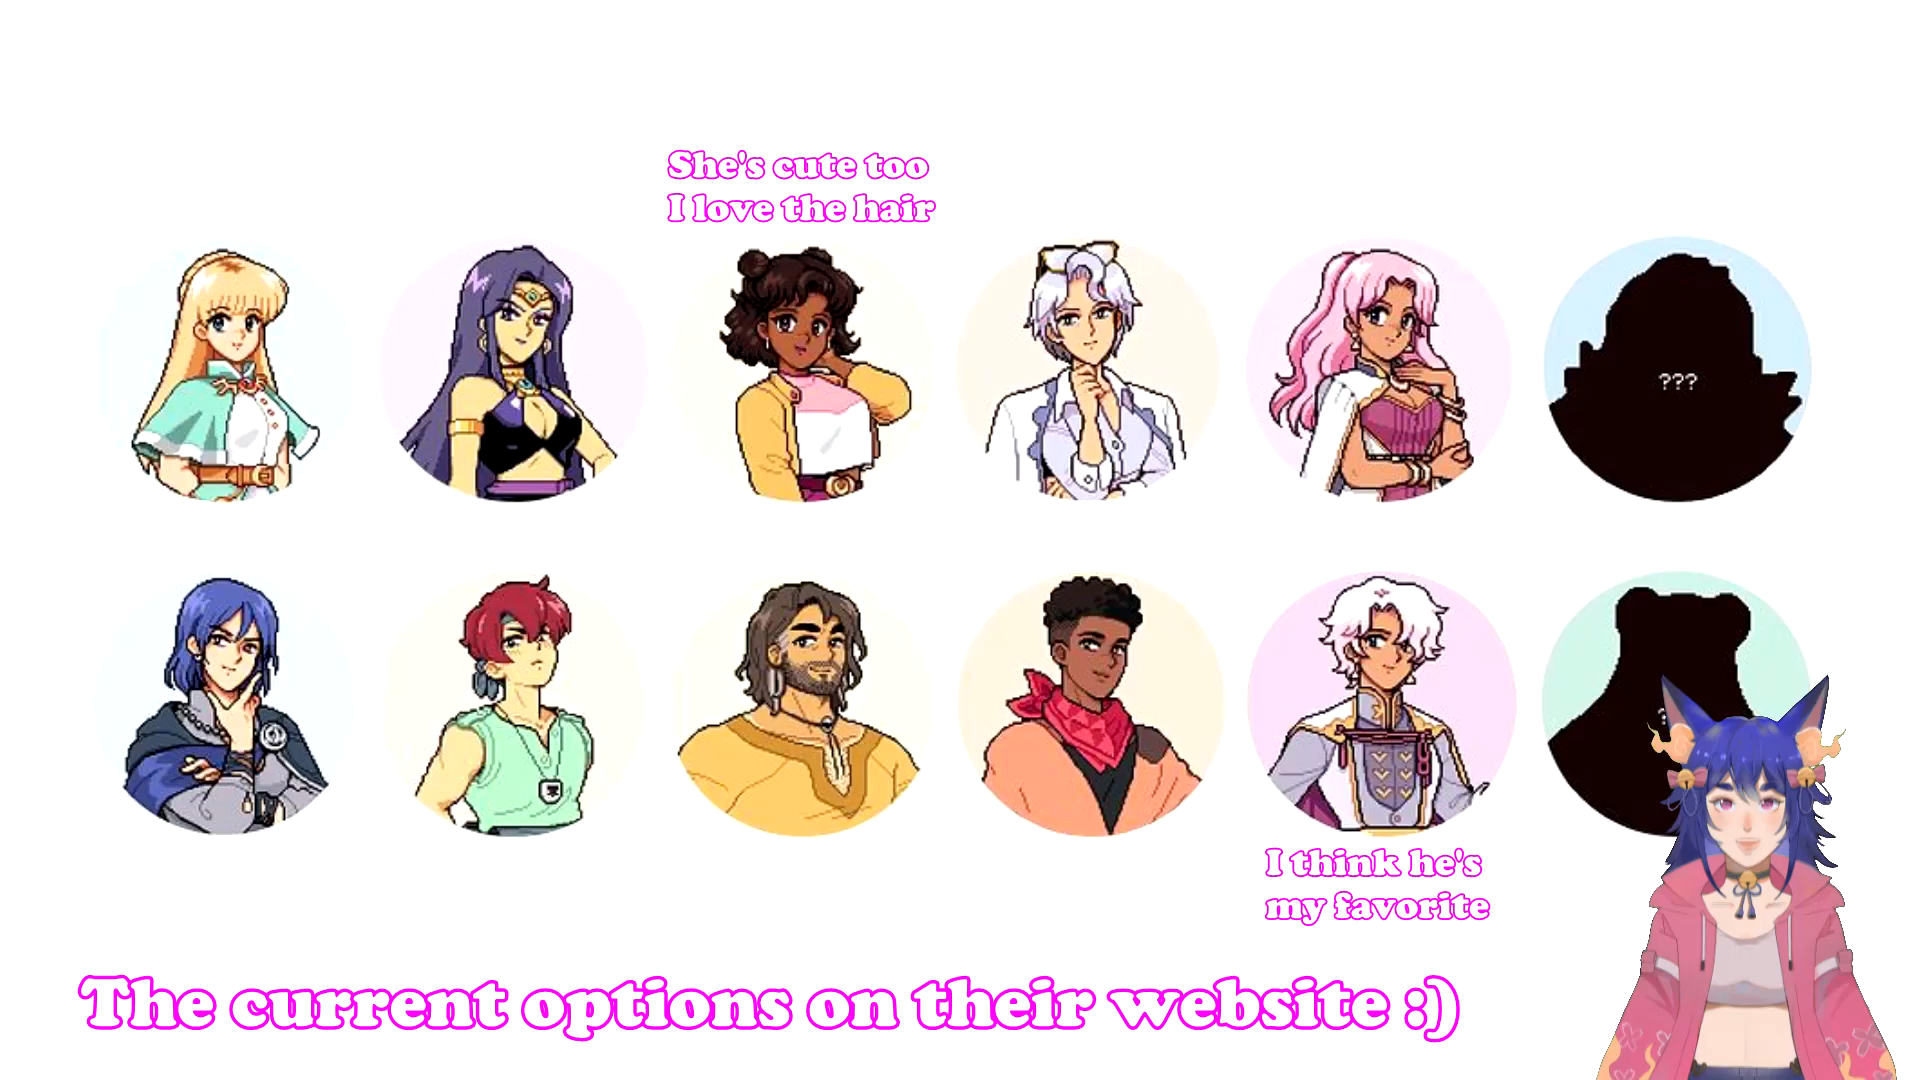 She's cute too
I love the hair
???
I think he's
my favorite
The current options on their website :)